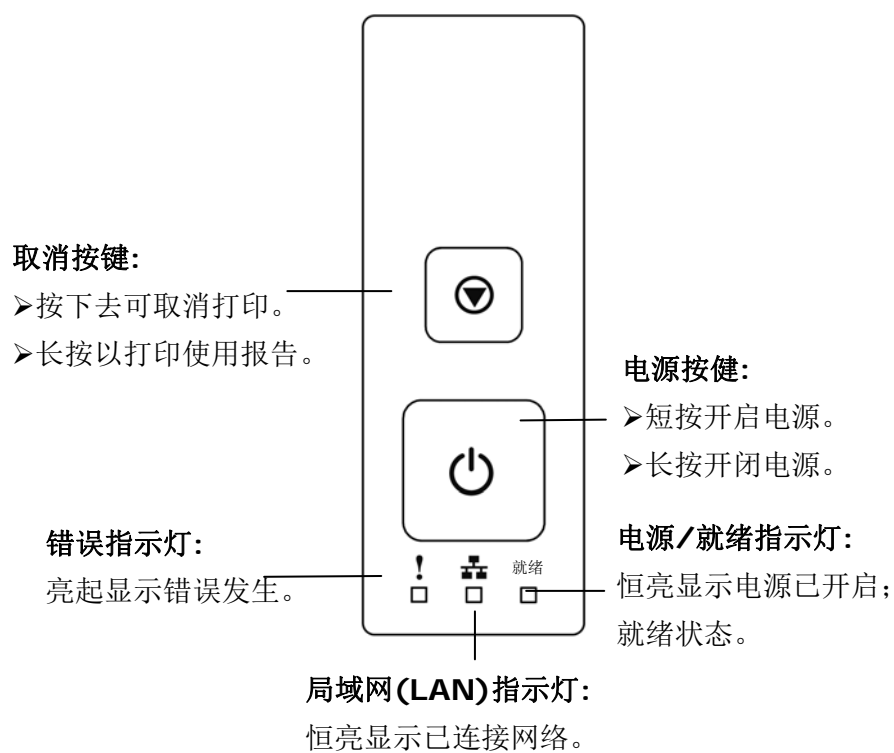 取消按键:
➢按下去可取消打印。
➢长按以打印使用报告。
电源按健:
➢短按开启电源。
➢长按开闭电源。
错误指示灯:
亮起显示错误发生。
!
就绪
电源/就绪指示灯:
恒亮显示电源已开启;
就绪状态。
局域网(LAN)指示灯:
恒亮显示已连接网络。